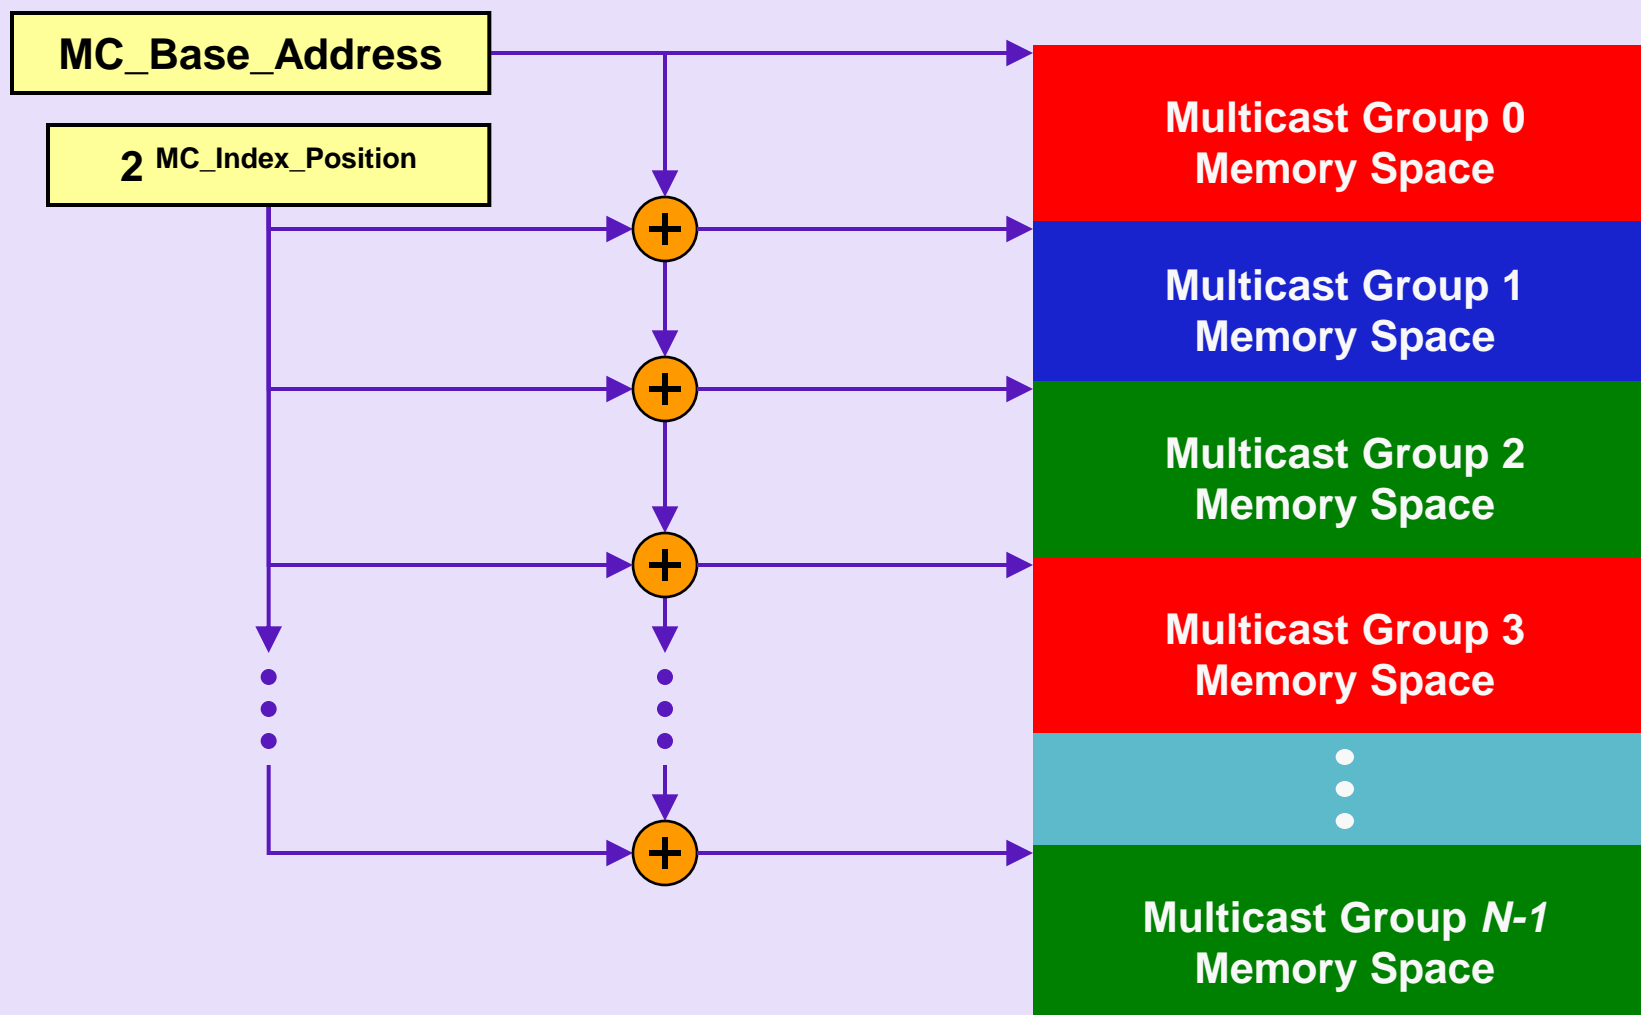 MC_Base_Address
2 MC_Index_Position
Multicast Group 0
Memory Space
+
Multicast Group 1
Memory Space
+
Multicast Group 2
Memory Space
+
Multicast Group 3
Memory Space
+
Multicast Group N-1
Memory Space